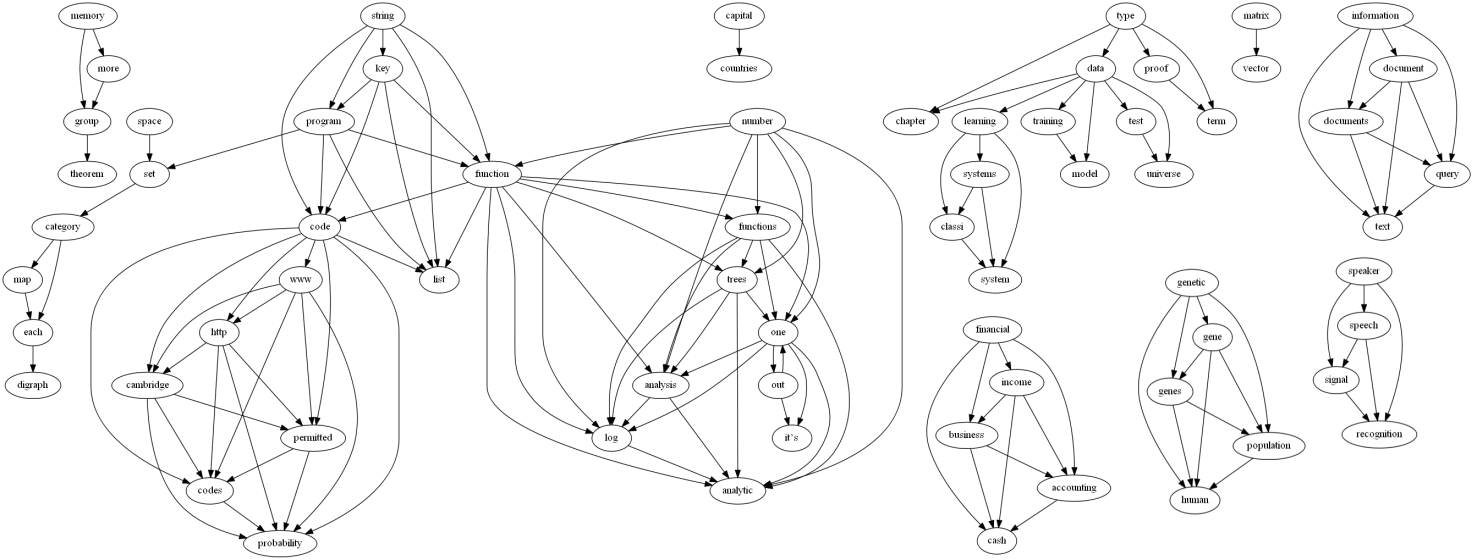 memory
string
capital
type
matrix
information
more
key
countries
data
proof
vector
document
group
space
program
number
chapter
learning
training
test
term
documents
theorem
set
function
systems
model
universe
query
category
code
functions
classi
text
map
www
list
trees
system
genetic
speaker
each
http
one
financial
gene
speech
digraph
cambridge
analysis
out
income
genes
signal
permitted
log
it's
business
population
recognition
codes
analytic
accounting
human
probability
cash